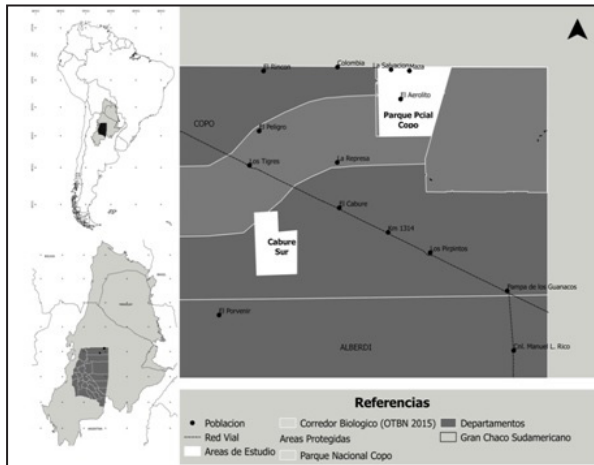 El Rincon
Colombia
La Salvacion
Maza
El Aerolito
Parque Pcial
Copo
COPO
El Peligro
Los Tigres
La Represa
El Cabure
Cabure
Sur
Km 1314
Los Pirpintos
Pampa de los Guanacos
El Porvenir
ALBERDI
Cnl. Manuel L. Rico
Referencias
Poblacion
Red Vial
Areas de Estudio
Corredor Biologico (OTBN 2015)
Areas Protegidas
Parque Nacional Copo
Departamentos
Gran Chaco Sudamericano